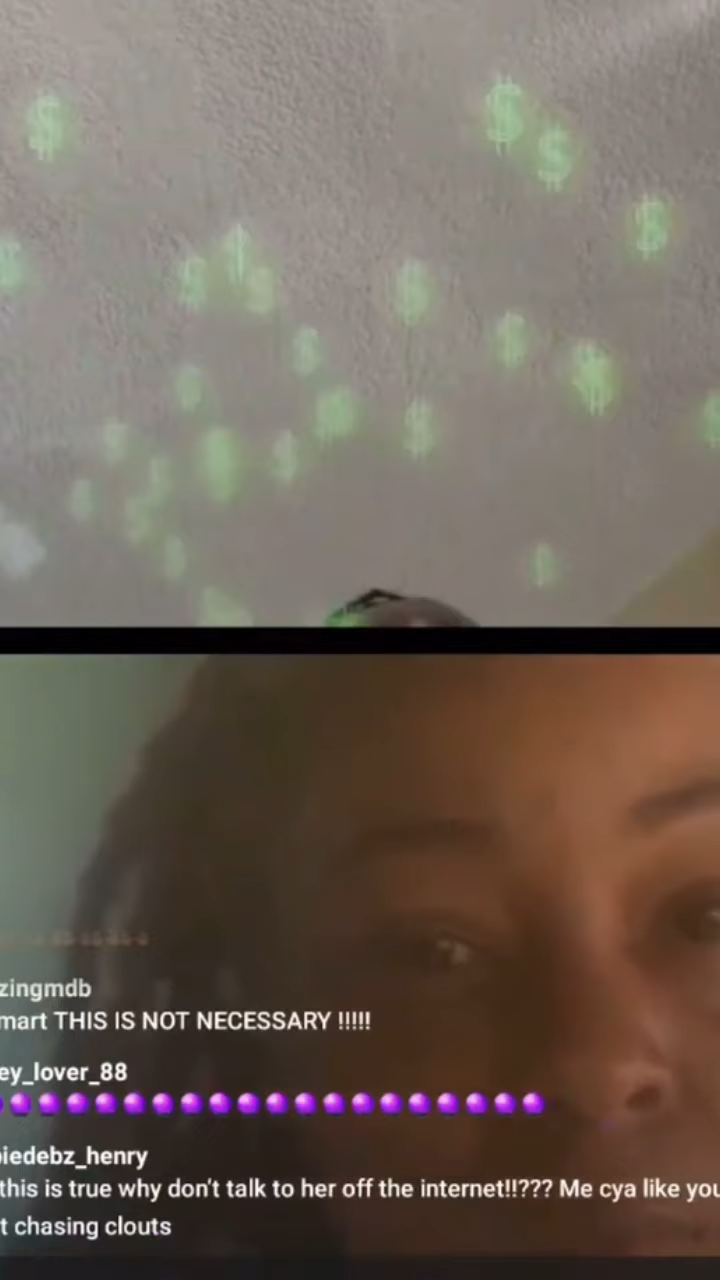 zingmdb
mart THIS IS NOT NECESSARY !!!!!
ey_lover_88
iedebz_henry
this is true why don't talk to her off the internet!!??? Me cya like you
t chasing clouts